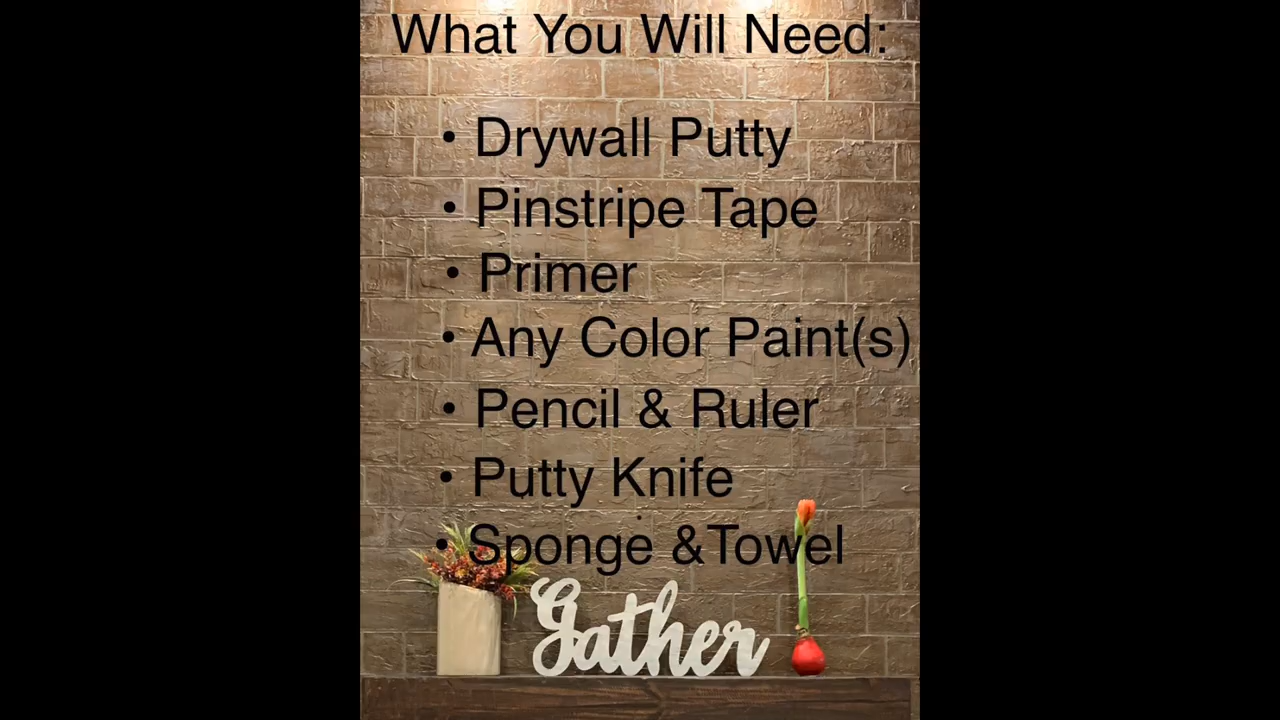 What You Will Need:
• Drywall Putty
• Pinstripe Tape
• Primer
• Any Color Paint(s)
• Pencil & Ruler
• Putty Knife
• Sponge &Towel
Gather